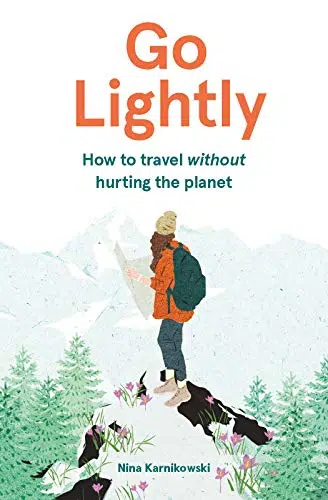 Go
Lightly
How to travel without
hurting the planet
Nina Karnikowski